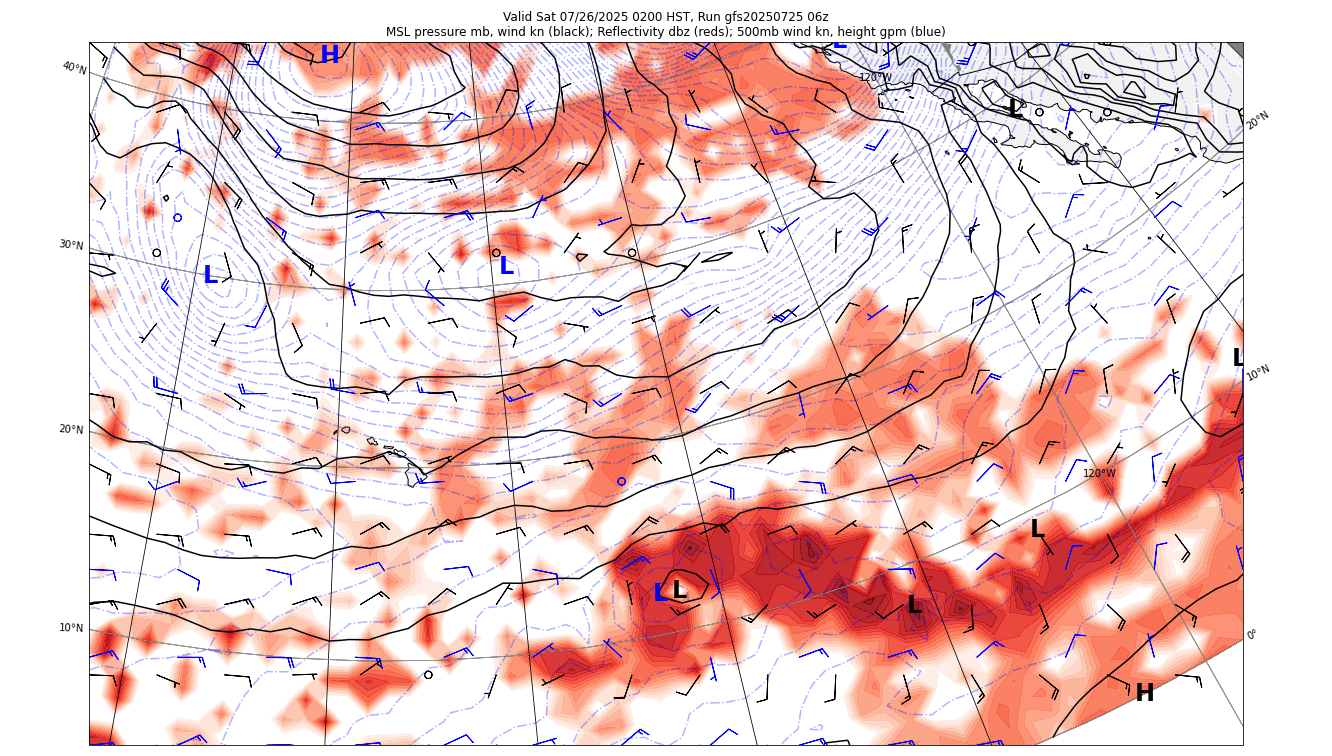 Valid Sat 07/26/2025 0200 HST, Run gfs20250725 06z
MSL pressure mb, wind kn (black); Reflectivity dbz (reds); 500mb wind kn, height gpm (blue)
H
L
40°N
120°W
L
20°N
30°N
L
L
L
10°N
20°N
120°W
L
L
L
L
10°N
0°
H